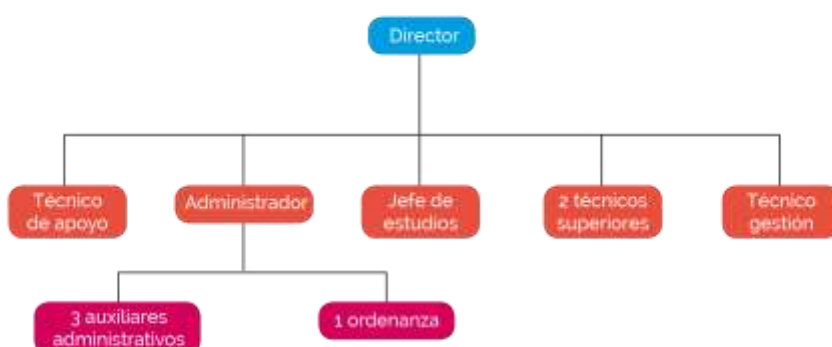 Director
Técnico
de apoyo
Administrador
Jefe de
estudios
2 técnicos
superiores
Técnico
gestión
3 auxiliares
administrativos
1 ordenanza